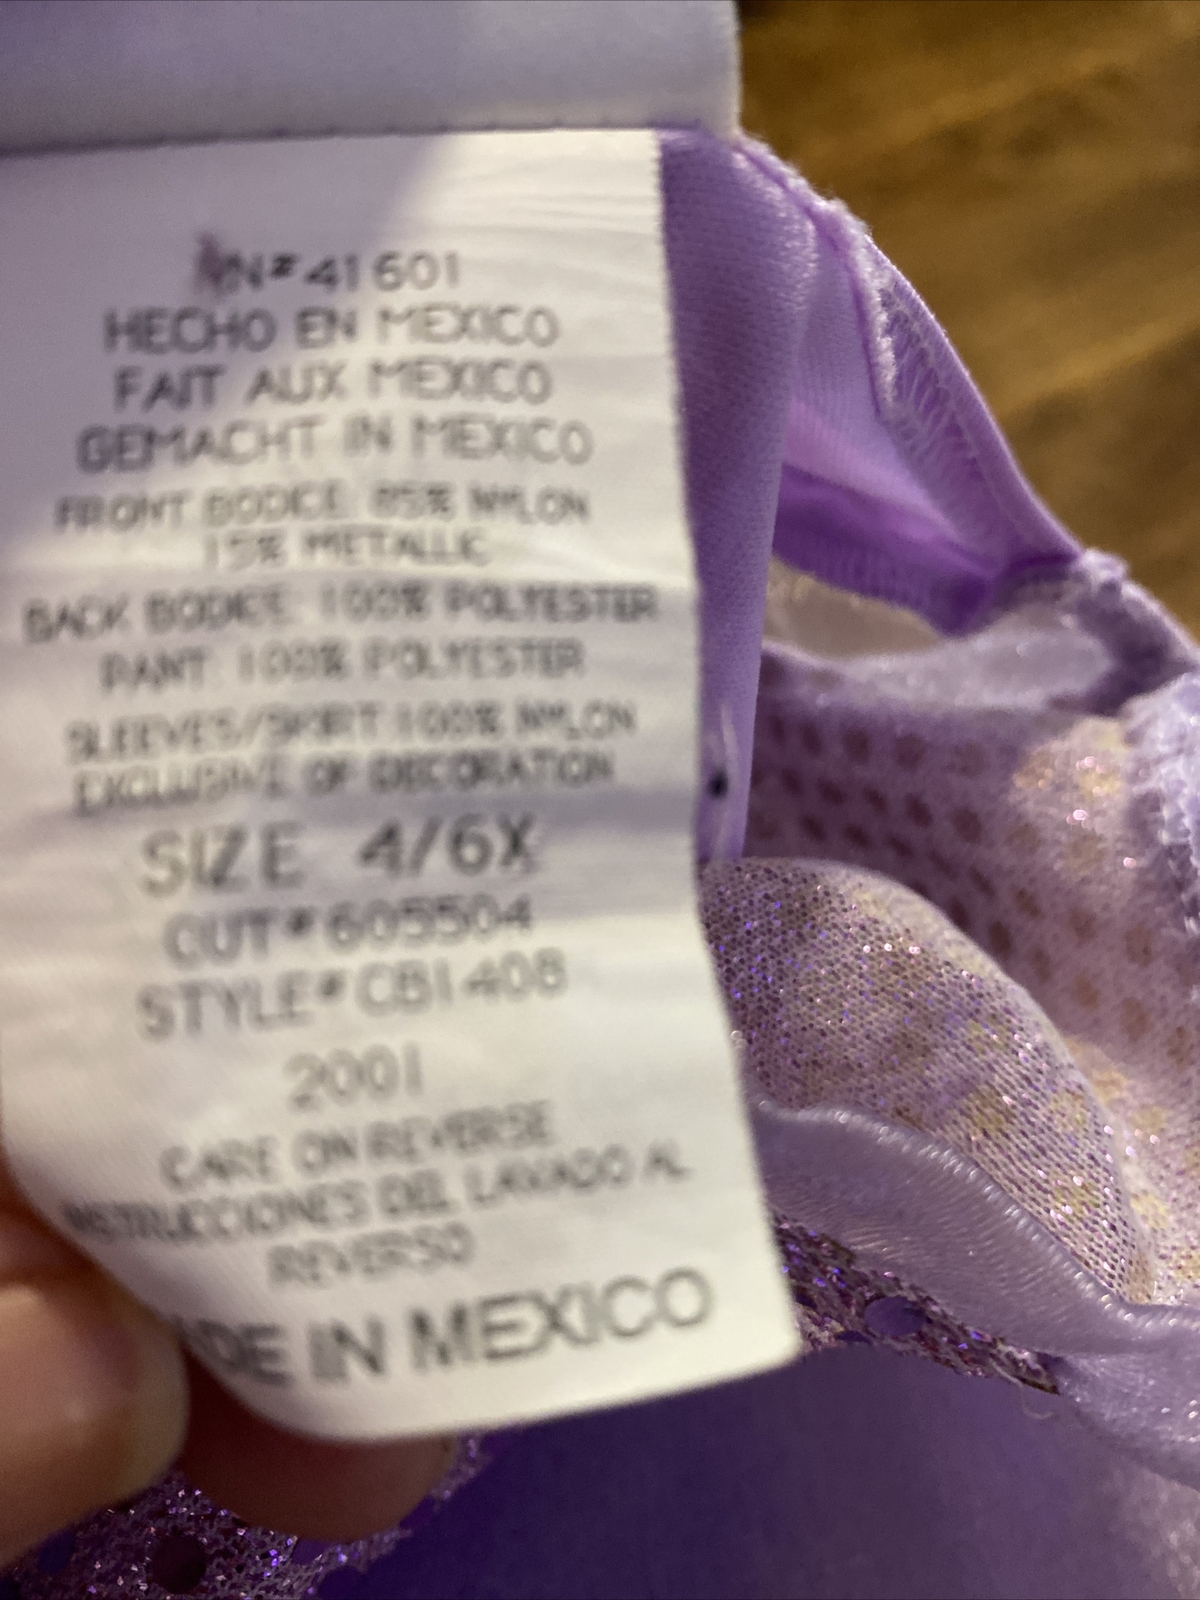 N#41601
HECHO EN MEXICO
FAIT AUX MEXICO
GEMACHT IN MEXICO
FRONT BODICE: 85% NYLON
15% METALLIC
BACK BODICE: 100% POLYESTER
PANT: 100% POLYESTER
SLEEVES/SKIRT:100% NYLON
EXCLUSIVE OF DECORATION
SIZE 4/6X
CUT#605504
STYLE#CB1408
2001
CARE ON REVERSE
INSTRUCCIONES DEL LAVADO AL
REVERSO
DE IN MEXICO